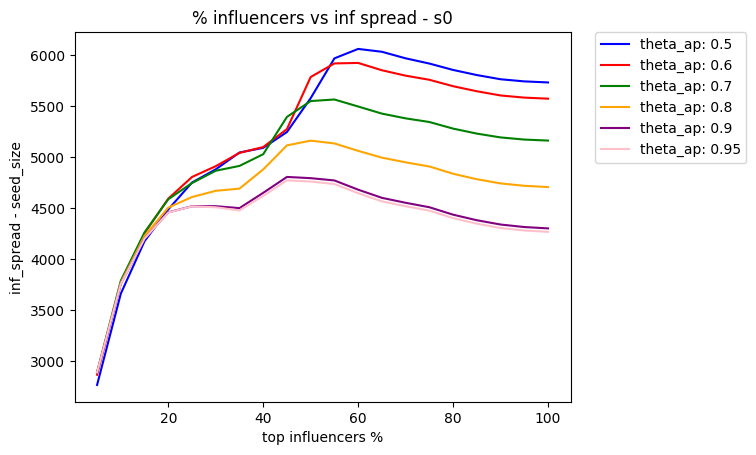 % influencers vs inf spread - s0
inf_spread - seed_size
6000
5500
5000
4500
4000
3500
3000
20 40 60 80 100
top influencers %
theta_ap: 0.5
theta_ap: 0.6
theta_ap: 0.7
theta_ap: 0.8
theta_ap: 0.9
theta_ap: 0.95